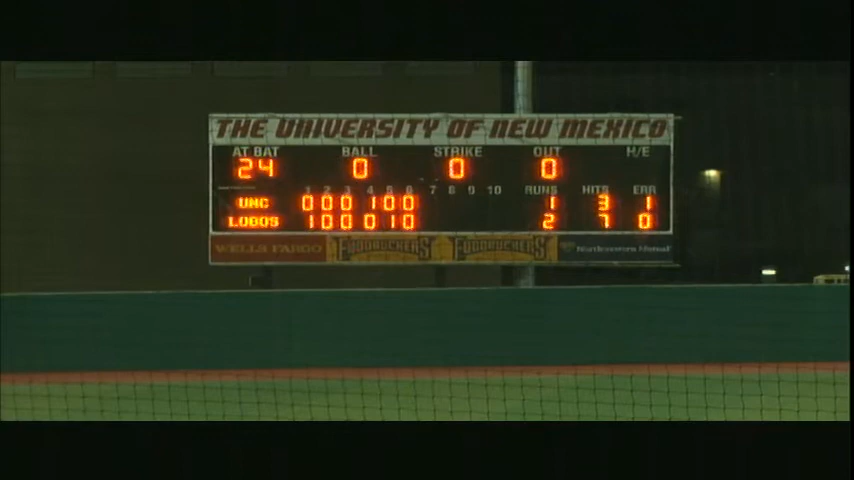 THE UNIVERSITY OF NEW MEXICO
AT BAT BALL STRIKE OUT H/E
24 0 0 0
1 2 3 4 5 6 7 8 9 10 RUNS HITS ERR
UNC 0 0 0 1 0 0 1 3 1
LOBOS 1 0 0 0 1 0 2 7 0
WELLS FARGO FUDDRUCKERS FUDDRUCKERS Northwestern Mutual